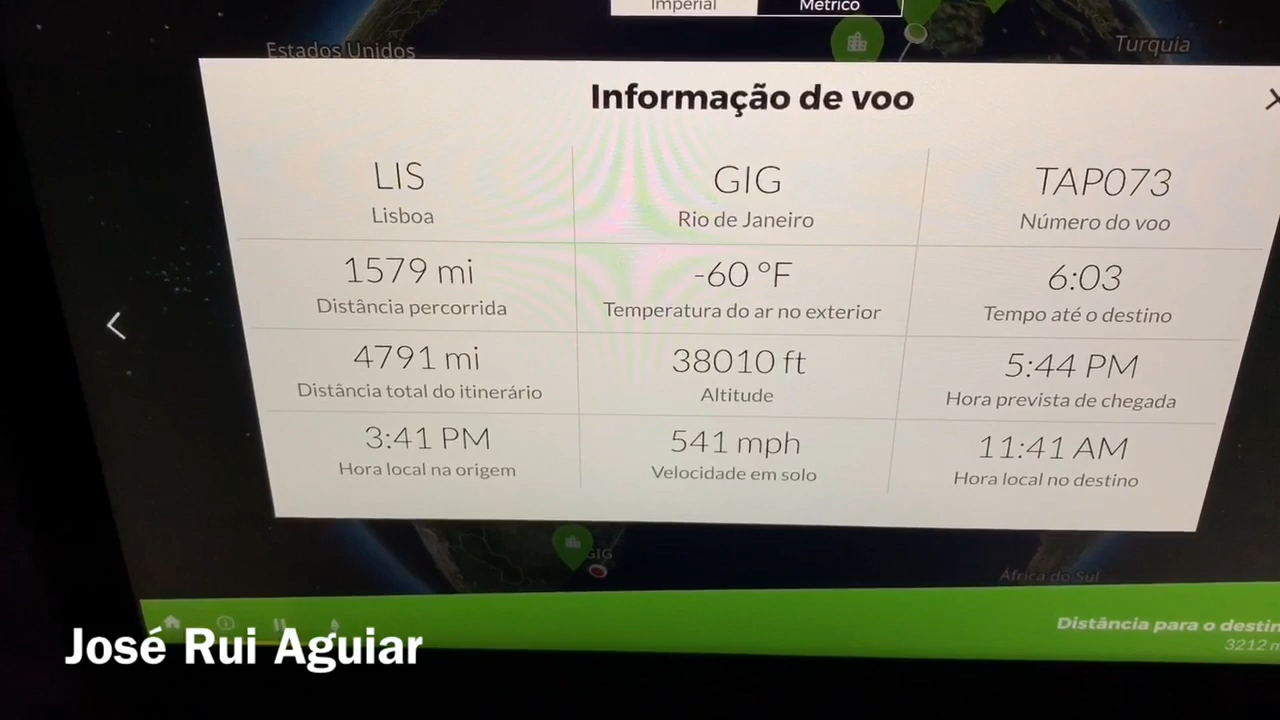 Imperial
Métrico
Estados Unidos
Turquia
Informação de voo
LIS
Lisboa
GIG
Rio de Janeiro
TAP073
Número do voo
1579 mi
Distância percorrida
-60 ºF
Temperatura do ar no exterior
6:03
Tempo até o destino
4791 mi
Distância total do itinerário
38010 ft
Altitude
5:44 PM
Hora prevista de chegada
3:41 PM
Hora local na origem
541 mph
Velocidade em solo
11:41 AM
Hora local no destino
GIG
África do Sul
Distância para o destin
3212 m
José Rui Aguiar